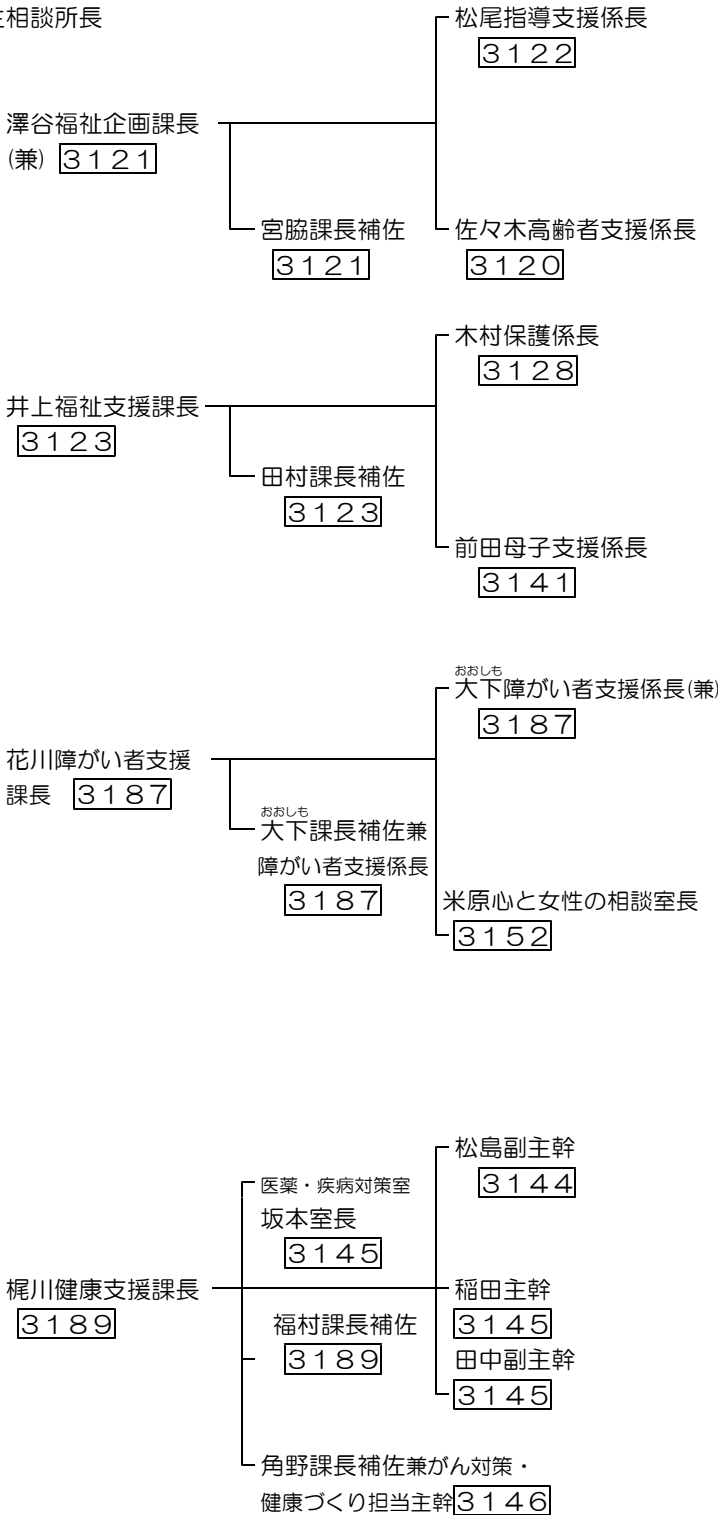 相談所長
松尾指導支援係長
3122
澤谷福祉企画課長
(兼) 3121
宮脇課長補佐
3121
佐々木高齢者支援係長
3120
木村保護係長
3128
井上福祉支援課長
3123
田村課長補佐
3123
前田母子支援係長
3141
おおしも
大下障がい者支援係長(兼)
3187
花川障がい者支援
課長 3187
おおしも
大下課長補佐兼
障がい者支援係長
3187
米原心と女性の相談室長
3152
松島副主幹
3144
医薬・疾病対策室
坂本室長
3145
梶川健康支援課長
3189
稲田主幹
3145
福村課長補佐
3189
田中副主幹
3145
角野課長補佐兼がん対策・
健康づくり担当主幹3146